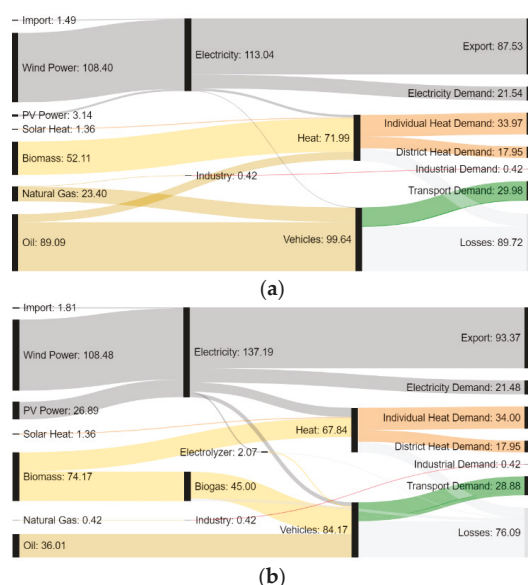 Import: 1.49
Wind Power: 108.40
Electricity: 113.04
Export: 87.53
Electricity Demand: 21.54
PV Power: 3.14
Solar Heat: 1.36
Biomass: 52.11
Heat: 71.99
Individual Heat Demand: 33.97
District Heat Demand: 17.95
Industry: 0.42
Industrial Demand: 0.42
Natural Gas: 23.40
Transport Demand: 29.98
Oil: 89.09
Vehicles: 99.64
Losses: 89.72
(a)
Import: 1.81
Wind Power: 108.48
Electricity: 137.19
Export: 93.37
Electricity Demand: 21.48
PV Power: 26.89
Solar Heat: 1.36
Heat: 67.84
Individual Heat Demand: 34.00
District Heat Demand: 17.95
Electrolyzer: 2.07
Industrial Demand: 0.42
Biomass: 74.17
Biogas: 45.00
Transport Demand: 28.88
Natural Gas: 0.42
Industry: 0.42
Vehicles: 84.17
Losses: 76.09
Oil: 36.01
(b)